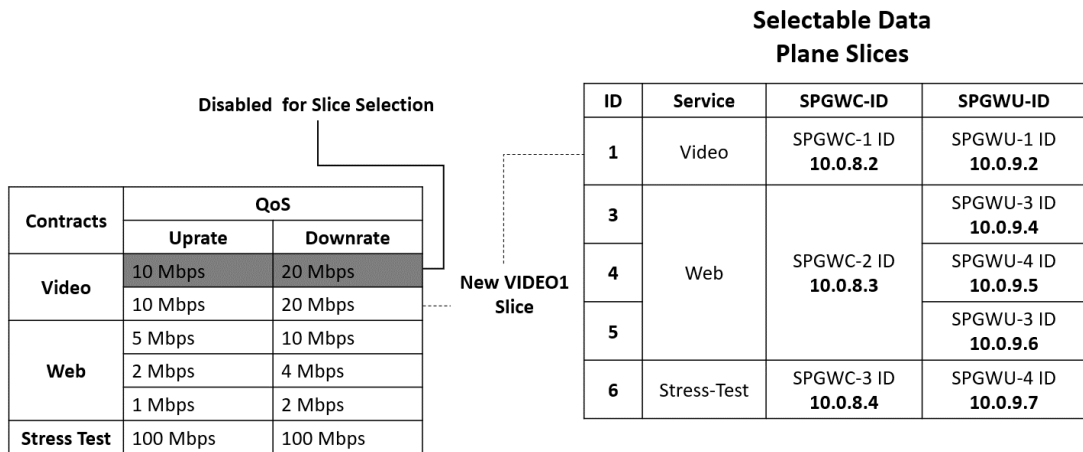 Selectable Data
Plane Slices
Disabled for Slice Selection
ID Service SPGWC-ID SPGWU-ID
1 Video SPGWC-1 ID 10.0.8.2 SPGWU-1 ID 10.0.9.2
3 SPGWU-3 ID 10.0.9.4
4 Web SPGWC-2 ID 10.0.8.3 SPGWU-4 ID 10.0.9.5
5 SPGWU-3 ID 10.0.9.6
6 Stress-Test SPGWC-3 ID 10.0.8.4 SPGWU-4 ID 10.0.9.7
Contracts QoS
Uprate Downrate
Video 10 Mbps 20 Mbps
10 Mbps 20 Mbps
Web 5 Mbps 10 Mbps
2 Mbps 4 Mbps
1 Mbps 2 Mbps
Stress Test 100 Mbps 100 Mbps
New VIDEO1
Slice